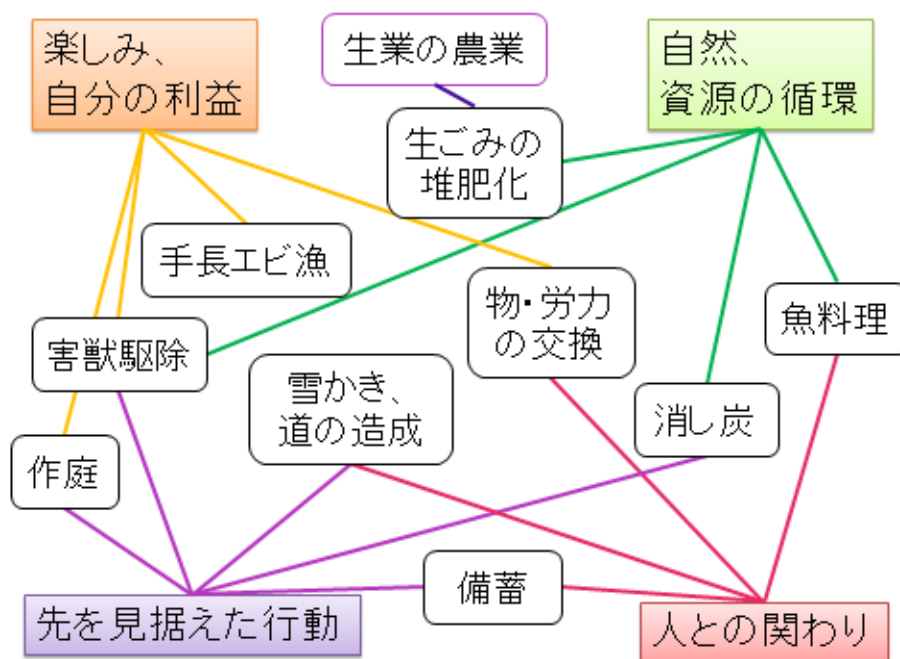 楽しみ、
自分の利益
生業の農業
自然、
資源の循環
生ごみの
堆肥化
手長エビ漁
物・労力
の交換
魚料理
害獣駆除
雪かき、
道の造成
消し炭
作庭
備蓄
先を見据えた行動
人との関わり